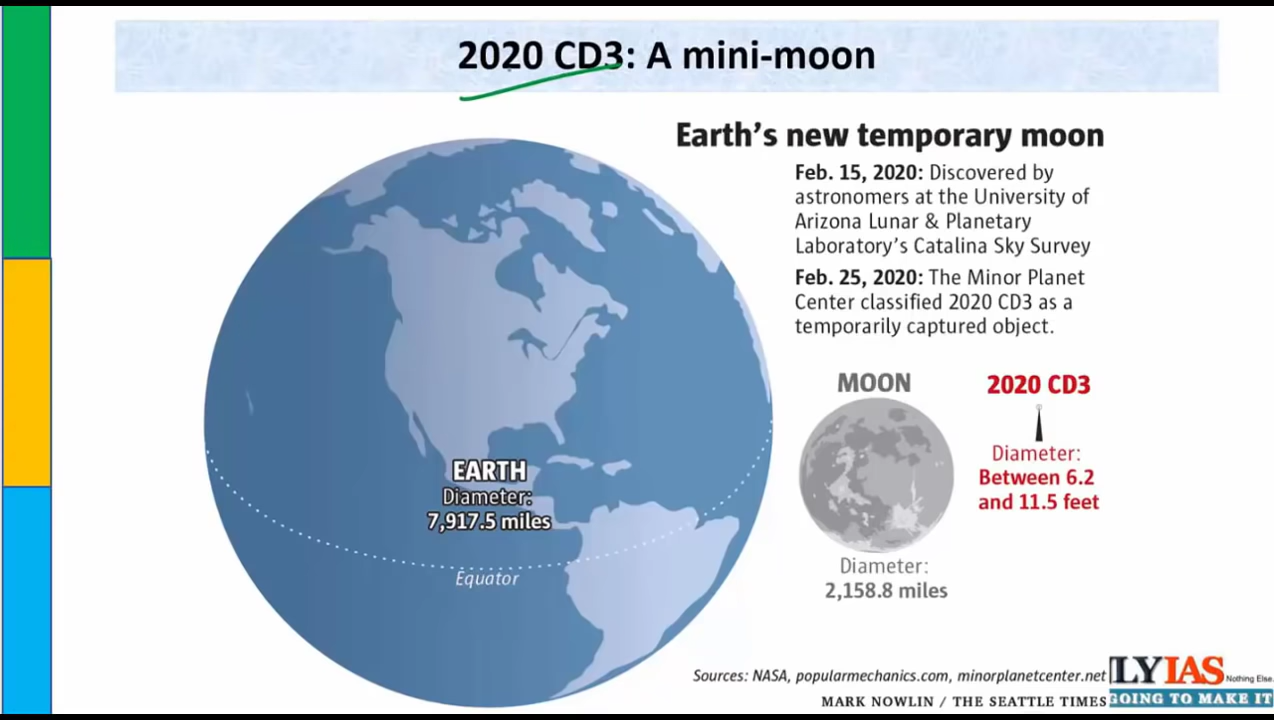 2020 CD3: A mini-moon
Earth's new temporary moon
Feb. 15, 2020: Discovered by
astronomers at the University of
Arizona Lunar & Planetary
Laboratory's Catalina Sky Survey
Feb. 25, 2020: The Minor Planet
Center classified 2020 CD3 as a
temporarily captured object.
MOON
2020 CD3
Diameter:
Between 6.2
and 11.5 feet
EARTH
Diameter:
7,917.5 miles
Equator
Diameter:
2,158.8 miles
Sources: NASA, popularmechanics.com, minorplanetcenter.net
MARK NOWLIN / THE SEATTLE TIMES
LYIAS Nothing Else.
GOING TO MAKE IT